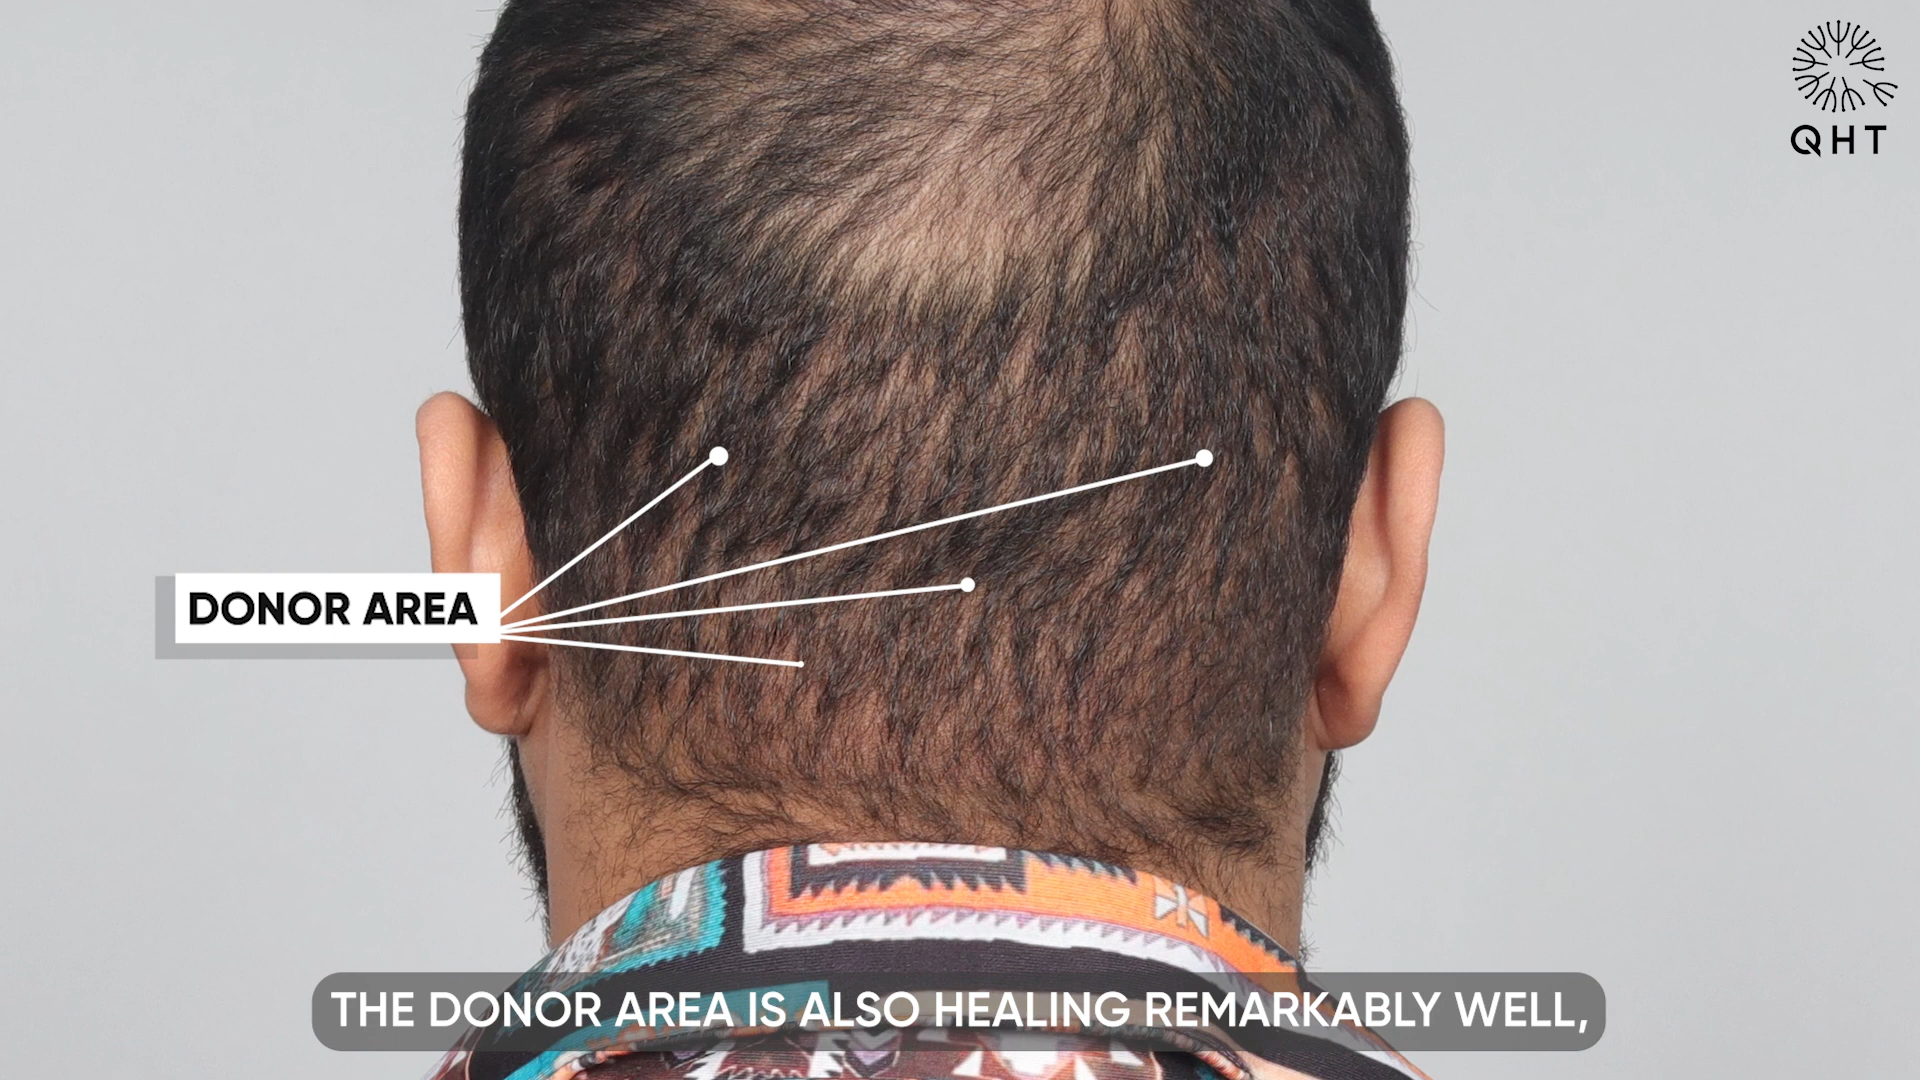 QHT
DONOR AREA
THE DONOR AREA IS ALSO HEALING REMARKABLY WELL,